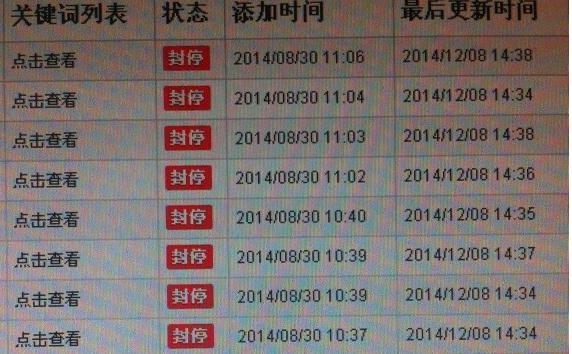 关键词列表 状态 添加时间 最后更新时间
点击查看 封停 2014/08/30 11:06 2014/12/08 14:38
点击查看 封停 2014/08/30 11:04 2014/12/08 14:34
点击查看 封停 2014/08/30 11:03 2014/12/08 14:38
点击查看 封停 2014/08/30 11:02 2014/12/08 14:36
点击查看 封停 2014/08/30 10:40 2014/12/08 14:35
点击查看 封停 2014/08/30 10:39 2014/12/08 14:37
点击查看 封停 2014/08/30 10:39 2014/12/08 14:34
点击查看 封停 2014/08/30 10:37 2014/12/08 14:34